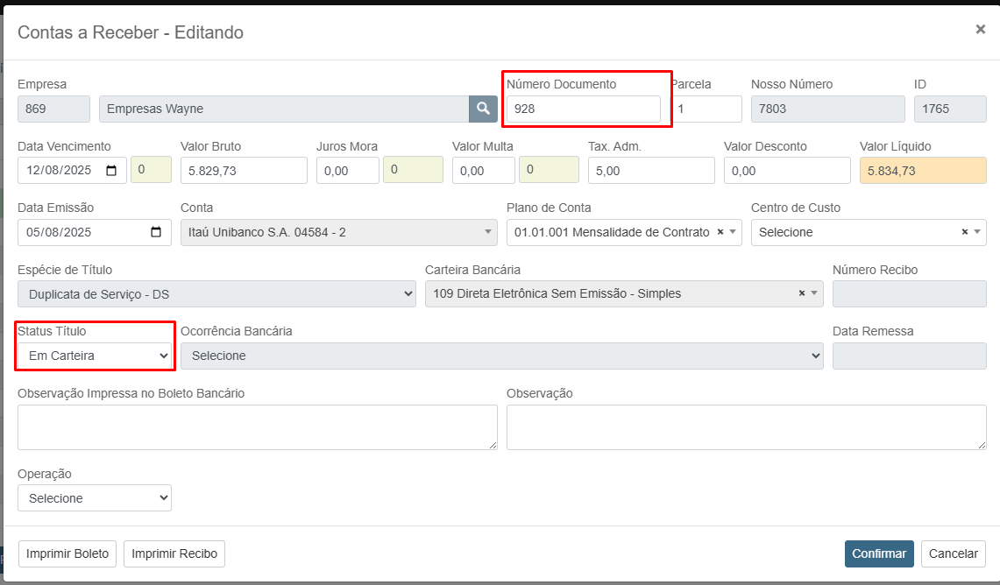 Contas a Receber - Editando ×
Empresa Número Documento Parcela Nosso Número ID
869 Empresas Wayne 928 1 7803 1765
Data Vencimento Valor Bruto Juros Mora Valor Multa Tax. Adm. Valor Desconto Valor Líquido
12/08/2025 0 5.829,73 0,00 0 0,00 0 5,00 0,00 5.834,73
Data Emissão Conta Plano de Conta Centro de Custo
05/08/2025 Itaú Unibanco S.A. 04584 - 2 01.01.001 Mensalidade de Contrato × Selecione ×
Espécie de Título Carteira Bancária Número Recibo
Duplicata de Serviço - DS 109 Direta Eletrônica Sem Emissão - Simples ×
Status Título Ocorrência Bancária Data Remessa
Em Carteira Selecione
Observação Impressa no Boleto Bancário Observação
Operação
Selecione
Imprimir Boleto Imprimir Recibo Confirmar Cancelar